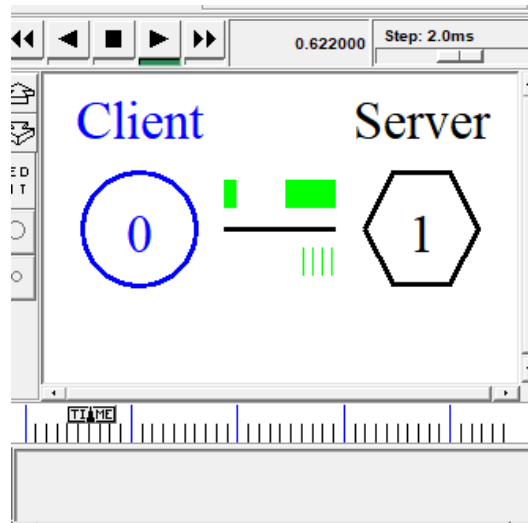 0.622000
Step: 2.0ms
Client
Server
E D
I T
0
1
TIME